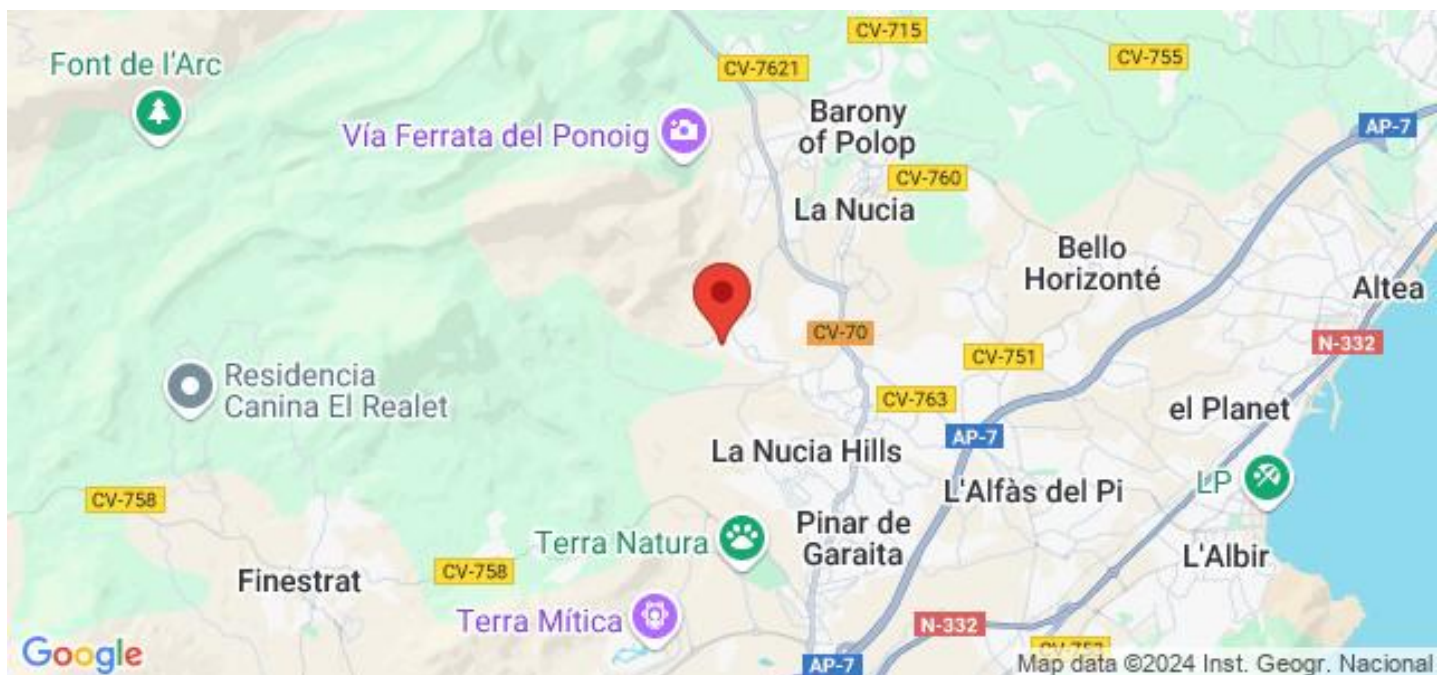 CV-715
CV-755
Font de l'Arc
CV-7621
Barony
of Polop
AP-7
Vía Ferrata del Ponoig
CV-760
La Nucia
Bello
Horizonté
Altea
CV-70
N-332
CV-751
Residencia
Canina El Realet
CV-763
el Planet
AP-7
La Nucia Hills
LP
CV-758
L'Alfàs del Pi
Pinar de
Garaita
Terra Natura
L'Albir
Finestrat
CV-758
Terra Mítica
N-332
Google
AP-7
Map data ©2024 Inst. Geogr. Nacional